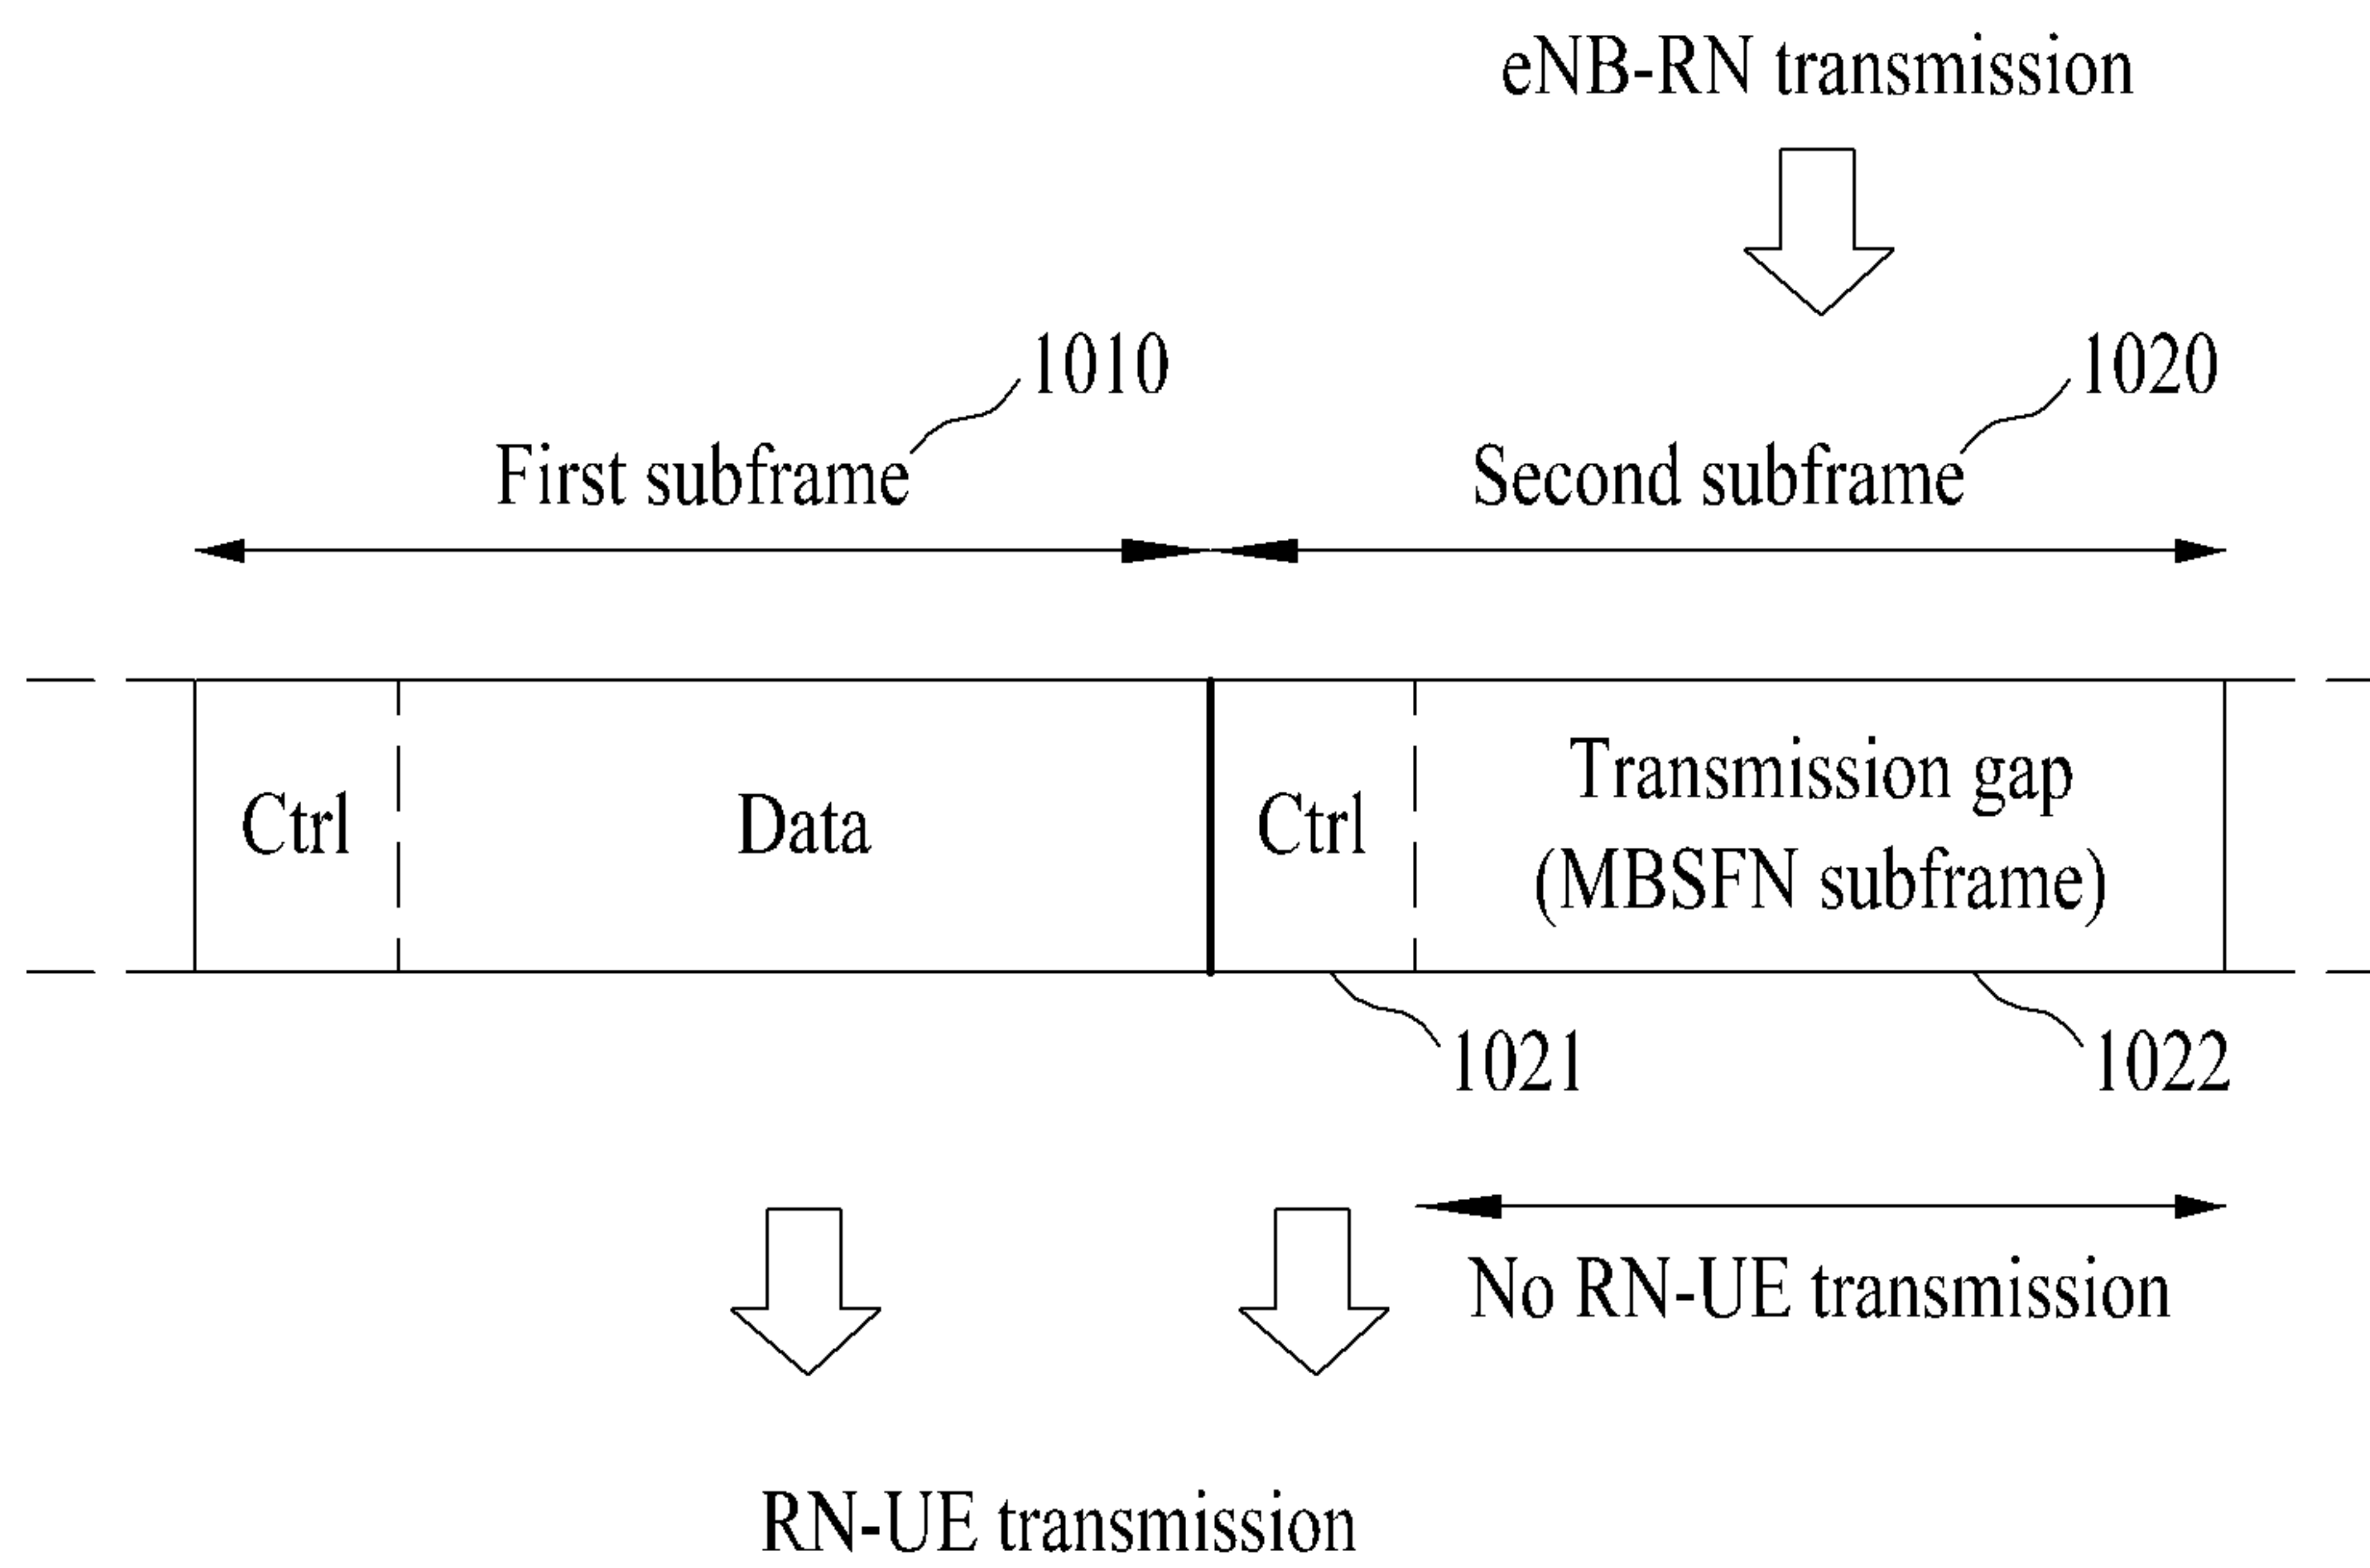 eNB-RN transmission
1010
1020
First subframe
Second subframe
Ctrl
Data
Ctrl
Transmission gap
(MBSFN subframe)
1021
1022
No RN-UE transmission
RN-UE transmission